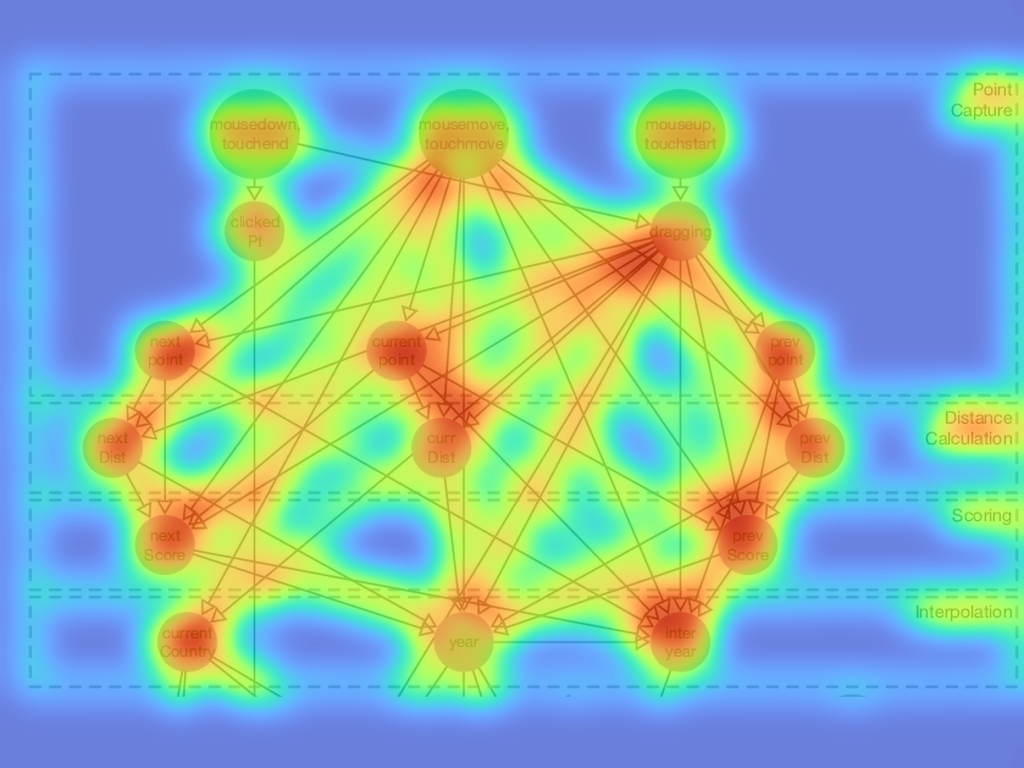 Point
Capture
mousedown,
touchend
mousemove,
touchmove
mouseup,
touchstart
clicked
Pt
dragging
next
point
current
point
prev
point
Distance
Calculation
next
Dist
curr
Dist
prev
Dist
Scoring
next
Score
prev
Score
Interpolation
current
Country
year
inter
year